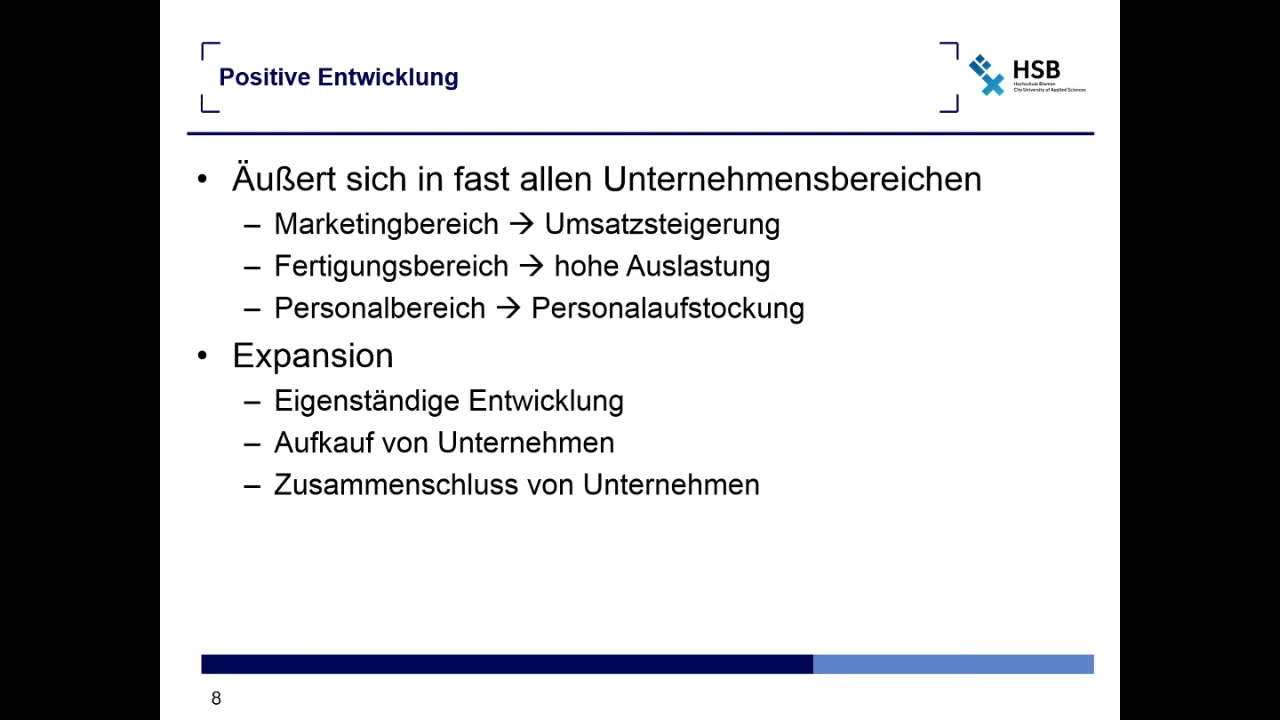 Positive Entwicklung
HSB
Hochschule Bremen
City University of Applied Sciences
• Äußert sich in fast allen Unternehmensbereichen
– Marketingbereich → Umsatzsteigerung
– Fertigungsbereich → hohe Auslastung
– Personalbereich → Personalaufstockung
• Expansion
– Eigenständige Entwicklung
– Aufkauf von Unternehmen
– Zusammenschluss von Unternehmen
8